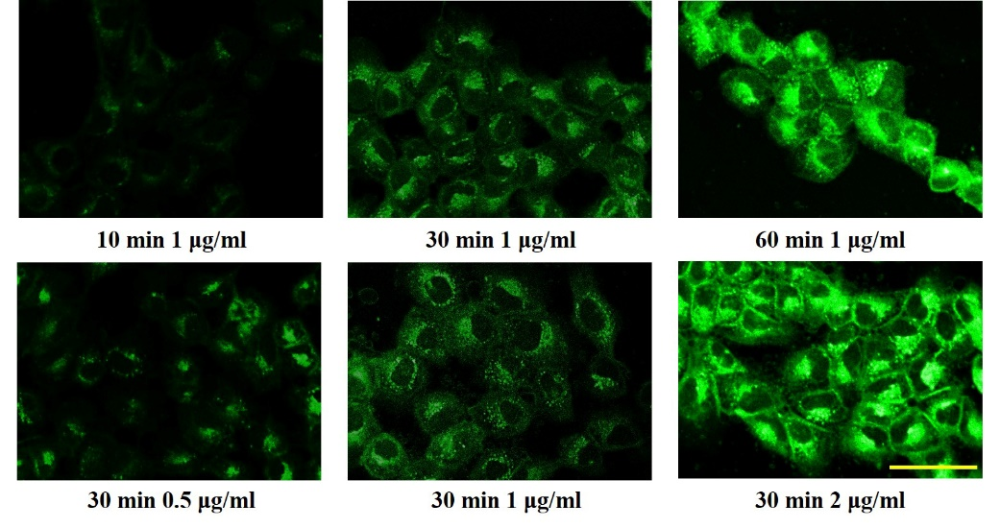 10 min 1 μg/ml
30 min 1 μg/ml
60 min 1 μg/ml
30 min 0.5 μg/ml
30 min 1 μg/ml
30 min 2 μg/ml